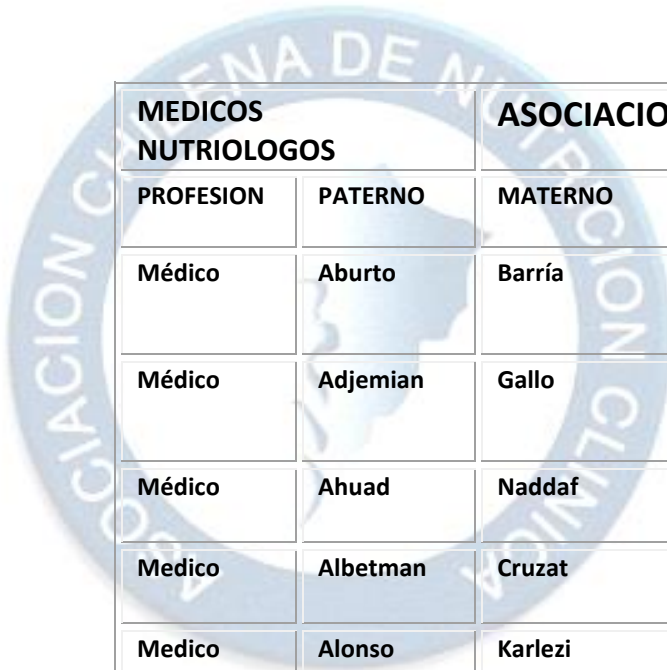 ASOCIACION CHILENA DE NUTRICION CLINICA
MEDICOS
NUTRIOLOGOS
ASOCIACIO
PROFESION PATERNO MATERNO
Médico Aburto Barría
Médico Adjemian Gallo
Médico Ahuad Naddaf
Medico Albetman Cruzat
Medico Alonso Karlezi